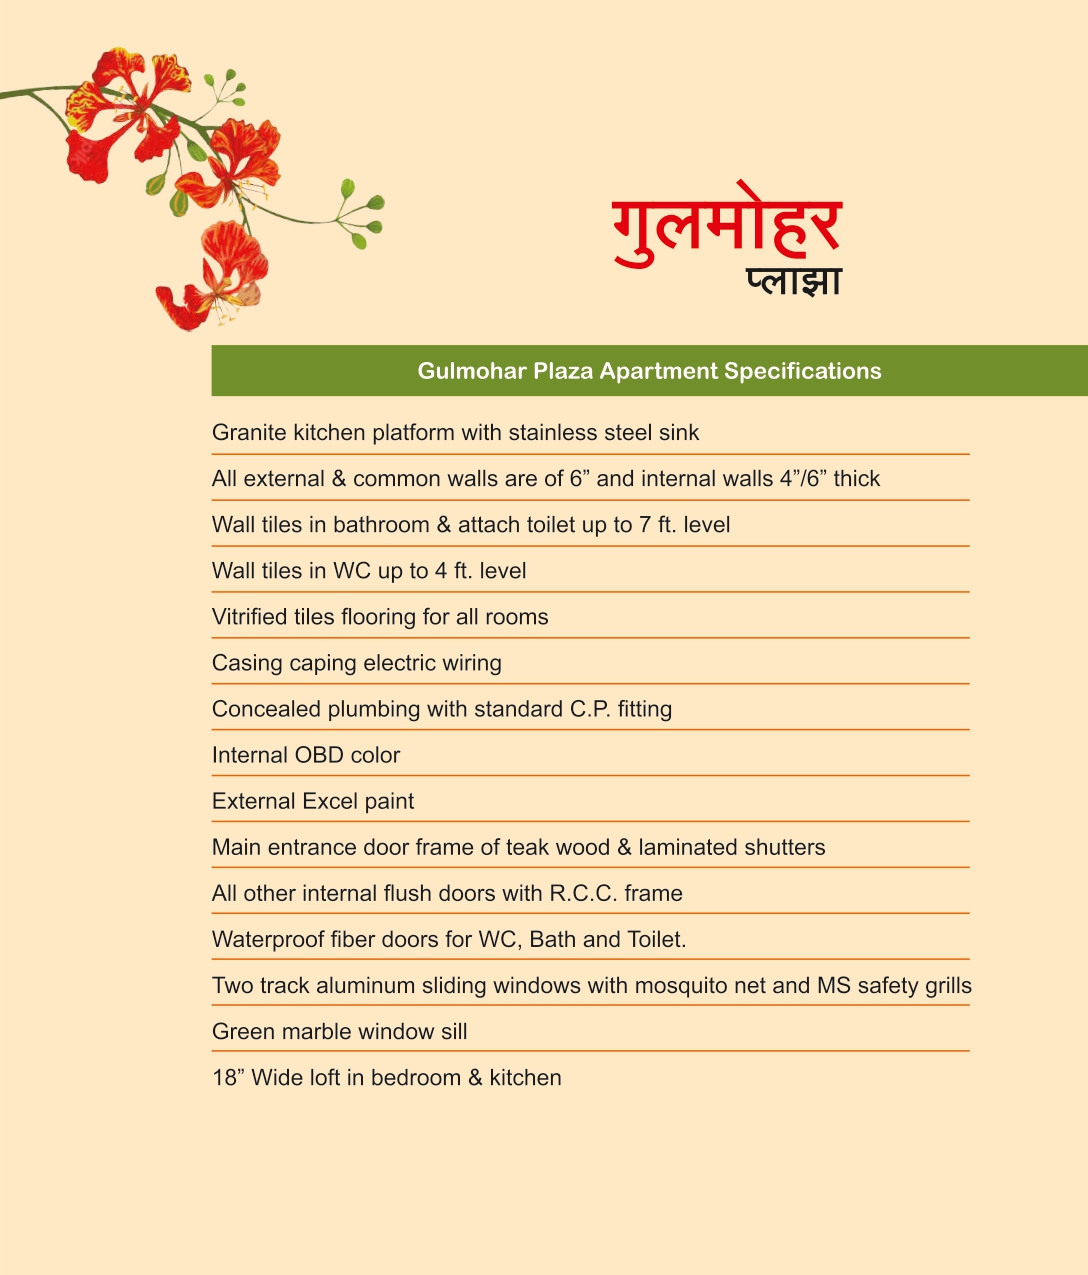 गुलमोहर
प्लाझा
Gulmohar Plaza Apartment Specifications
Granite kitchen platform with stainless steel sink
All external & common walls are of 6” and internal walls 4”/6” thick
Wall tiles in bathroom & attach toilet up to 7 ft. level
Wall tiles in WC up to 4 ft. level
Vitrified tiles flooring for all rooms
Casing caping electric wiring
Concealed plumbing with standard C.P. fitting
Internal OBD color
External Excel paint
Main entrance door frame of teak wood & laminated shutters
All other internal flush doors with R.C.C. frame
Waterproof fiber doors for WC, Bath and Toilet.
Two track aluminum sliding windows with mosquito net and MS safety grills
Green marble window sill
18” Wide loft in bedroom & kitchen